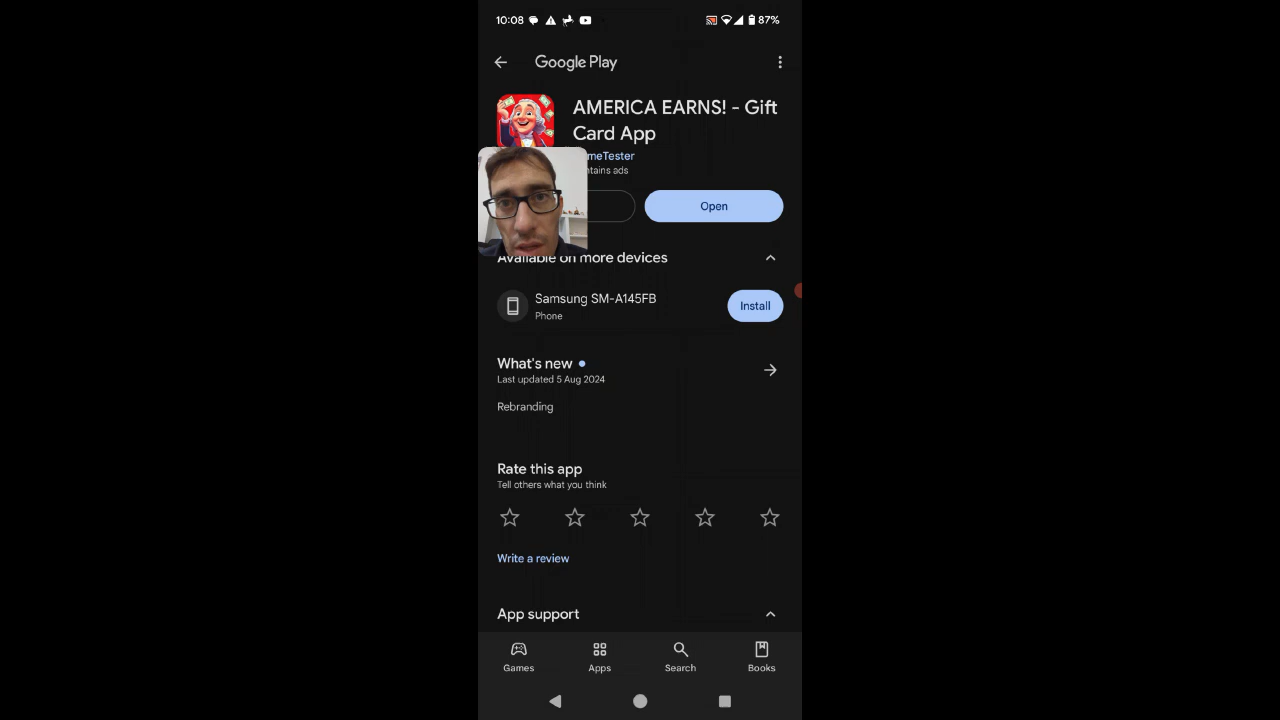 10:08 87%
Google Play
AMERICA EARNS! - Gift
Card App
meTester
ntains ads
Open
Available on more devices
Samsung SM-A145FB
Phone
Install
What's new
Last updated 5 Aug 2024
Rebranding
Rate this app
Tell others what you think
Write a review
App support
Games Apps Search Books